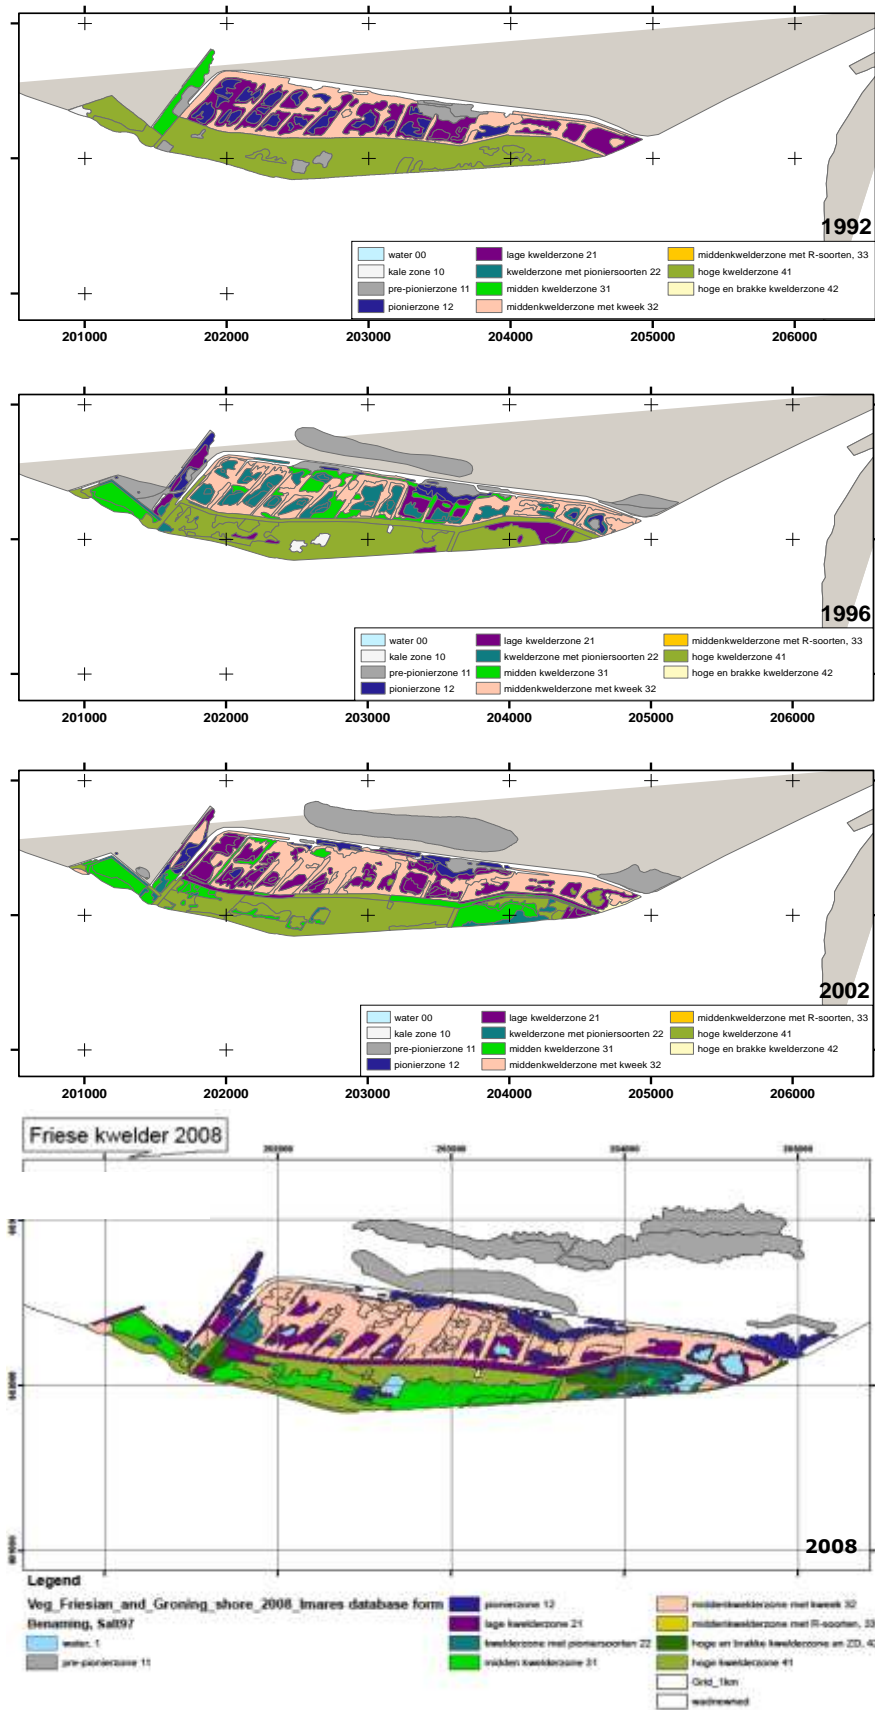 1992
water 00
lage kwelderzone 21
middenkwelderzone met R-soorten, 33
kale zone 10
kwelderzone met pioniersoorten 22
hoge kwelderzone 41
pre-pionierzone 11
midden kwelderzone 31
hoge en brakke kwelderzone 42
pionierzone 12
middenkwelderzone met kweek 32
201000 202000 203000 204000 205000 206000
1996
water 00
lage kwelderzone 21
middenkwelderzone met R-soorten, 33
kale zone 10
kwelderzone met pioniersoorten 22
hoge kwelderzone 41
pre-pionierzone 11
midden kwelderzone 31
hoge en brakke kwelderzone 42
pionierzone 12
middenkwelderzone met kweek 32
201000 202000 203000 204000 205000 206000
2002
water 00
lage kwelderzone 21
middenkwelderzone met R-soorten, 33
kale zone 10
kwelderzone met pioniersoorten 22
hoge kwelderzone 41
pre-pionierzone 11
midden kwelderzone 31
hoge en brakke kwelderzone 42
pionierzone 12
middenkwelderzone met kweek 32
201000 202000 203000 204000 205000 206000
Friese kwelder 2008
202000 203000 204000 205000
2008
Legend
Veg_Friesian_and_Groning_shore_2008_Imares database form
Benaming, Salt97
water, 1
pre-pionierzone 11
pionierzone 12
lage kwelderzone 21
kwelderzone met pioniersoorten 22
midden kwelderzone 31
middenkwelderzone met kweek 32
middenkwelderzone met R-soorten, 33
hoge en brakke kwelderzone en ZD, 42
hoge kwelderzone 41
Grid_1km